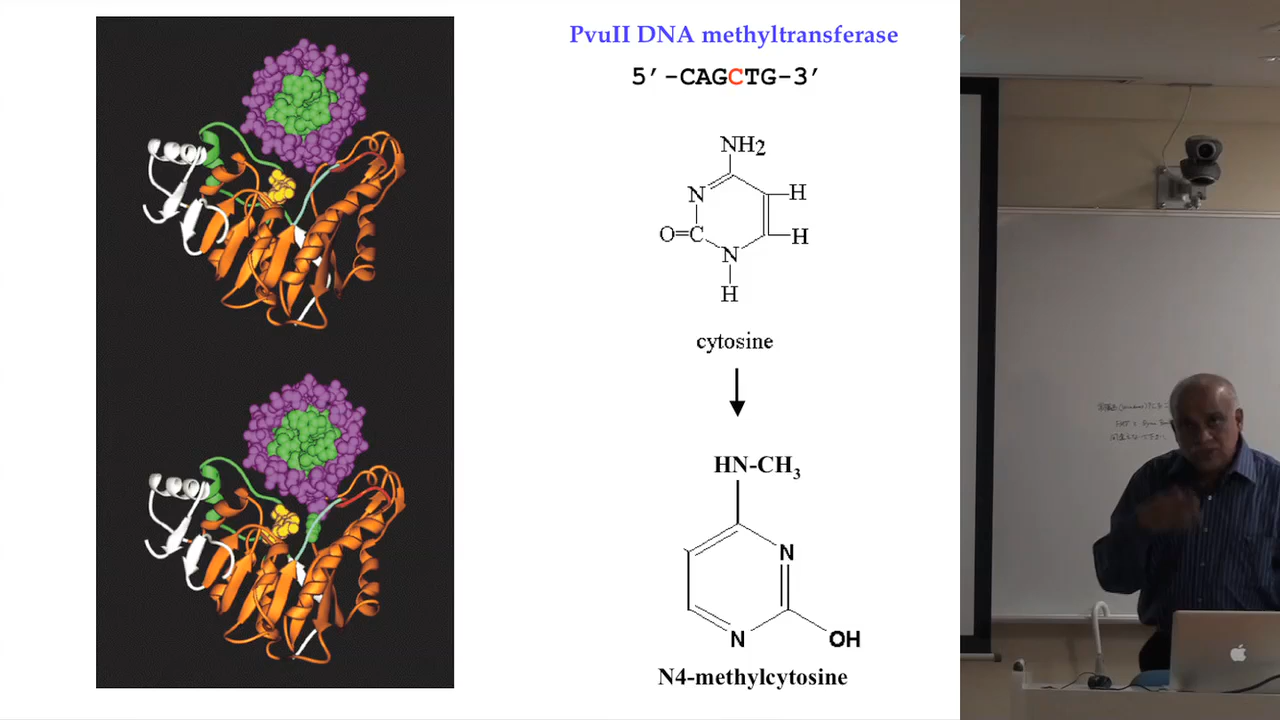 PvuII DNA methyltransferase
5′-CAGCTG-3′
NH2
N
H
O=C
H
N
H
cytosine
HN-CH3
N
N
OH
N4-methylcytosine